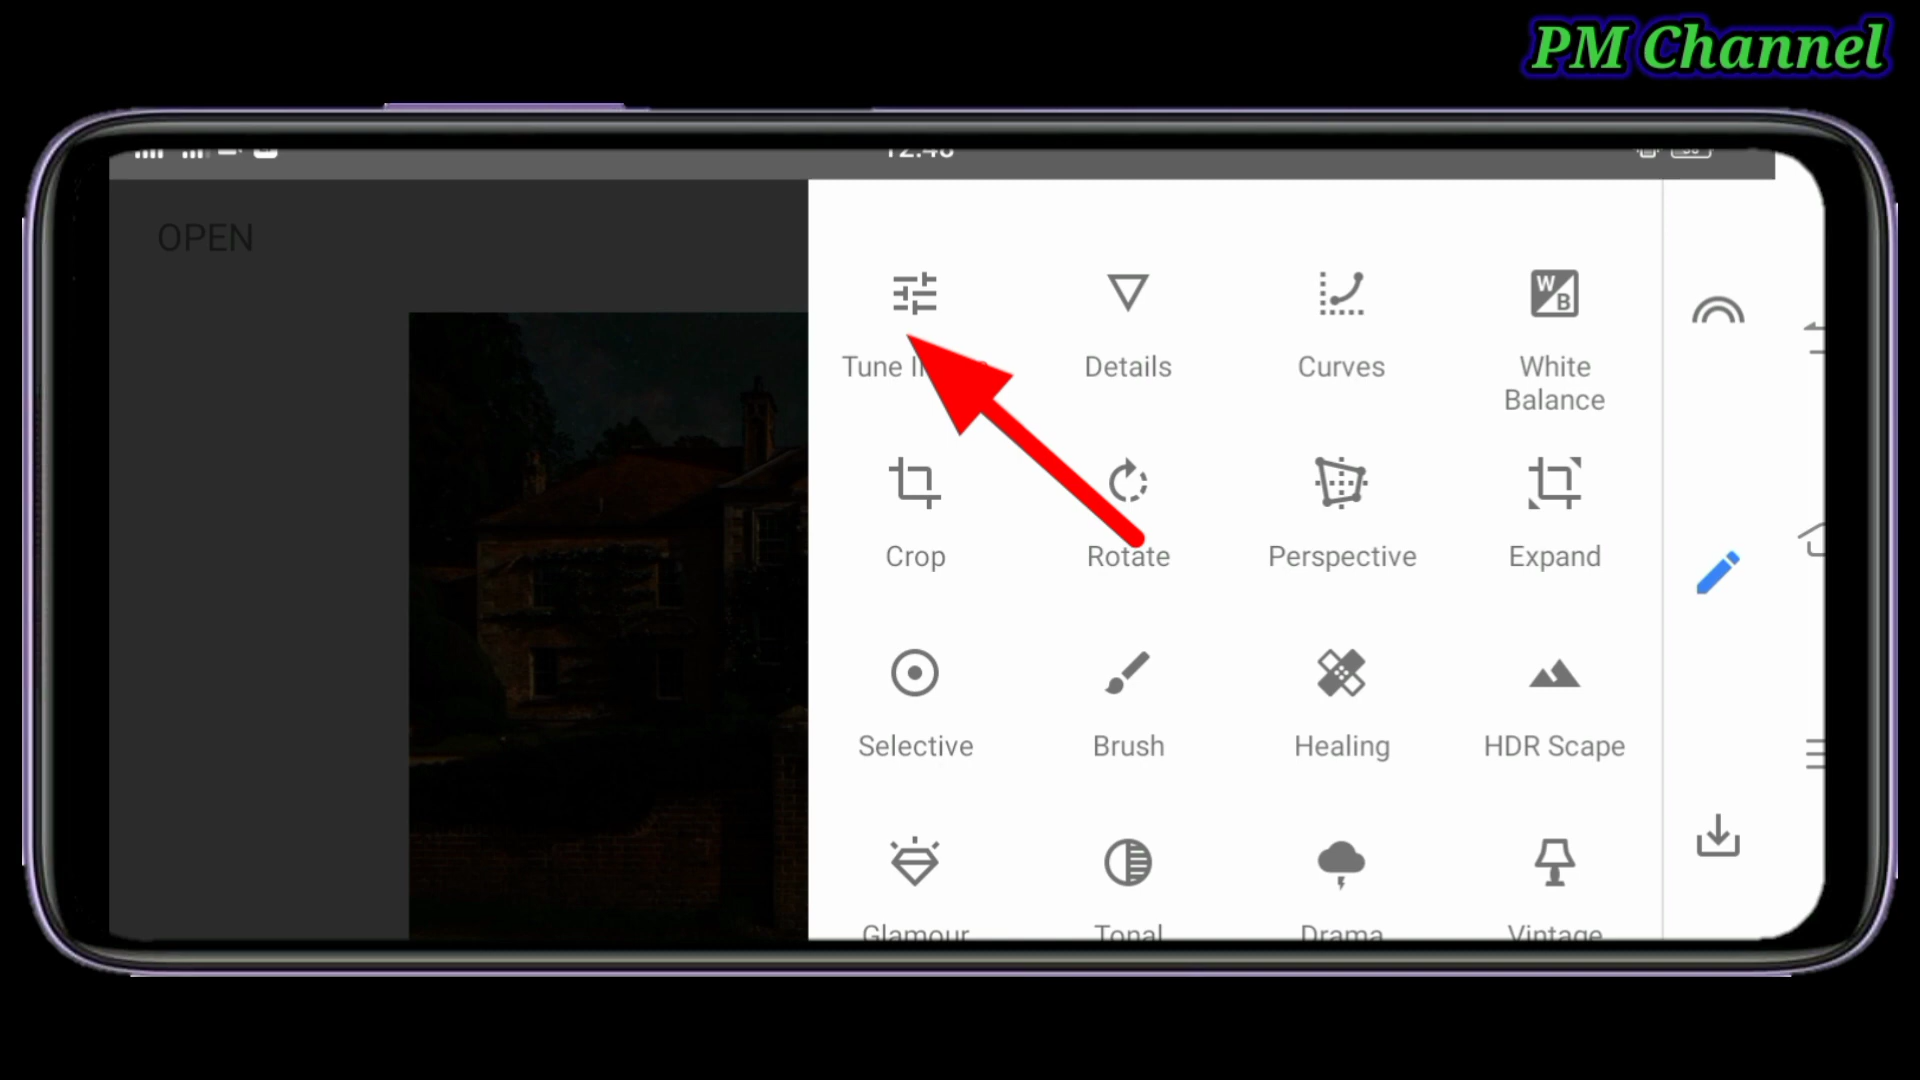 PM Channel
OPEN
Tune
Details
Curves
White
Balance
Crop
Rotate
Perspective
Expand
Selective
Brush
Healing
HDR Scape
Glamour
Tonal
Drama
Vintage
W
B